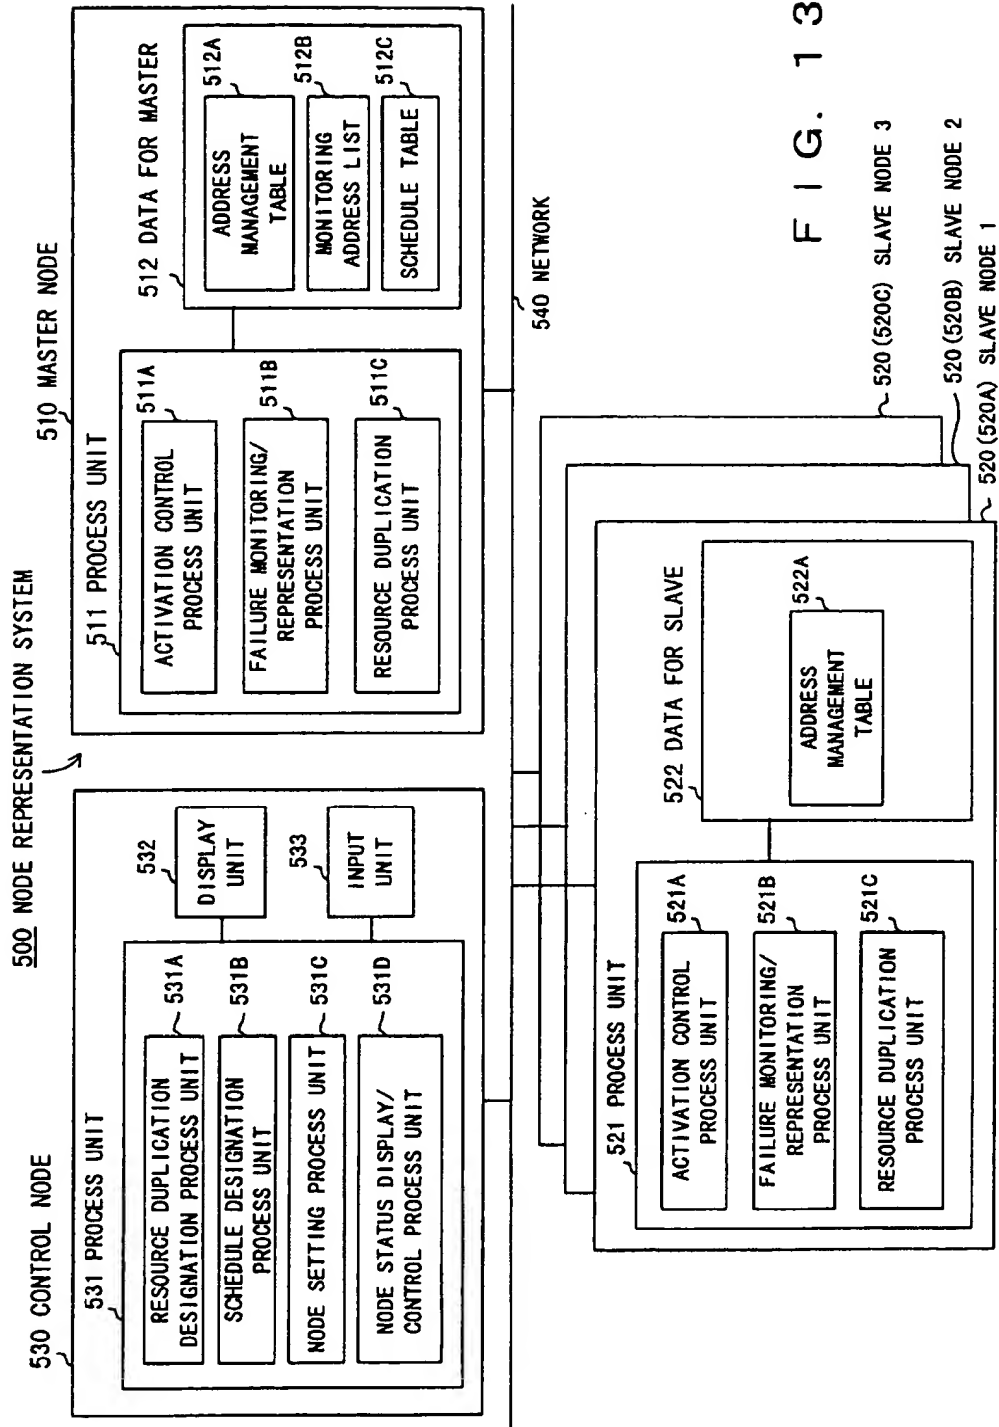 500 NODE REPRESENTATION SYSTEM
530 CONTROL NODE
531 PROCESS UNIT
RESOURCE DUPLICATION
DESIGNATION PROCESS UNIT
531A
SCHEDULE DESIGNATION
PROCESS UNIT
531B
NODE SETTING PROCESS UNIT
531C
NODE STATUS DISPLAY/
CONTROL PROCESS UNIT
531D
532
DISPLAY
UNIT
533
INPUT
UNIT
510 MASTER NODE
511 PROCESS UNIT
511A
ACTIVATION CONTROL
PROCESS UNIT
511B
FAILURE MONITORING/
REPRESENTATION
PROCESS UNIT
511C
RESOURCE DUPLICATION
PROCESS UNIT
512 DATA FOR MASTER
512A
ADDRESS
MANAGEMENT
TABLE
512B
MONITORING
ADDRESS LIST
512C
SCHEDULE TABLE
540 NETWORK
521 PROCESS UNIT
521A
ACTIVATION CONTROL
PROCESS UNIT
521B
FAILURE MONITORING/
REPRESENTATION
PROCESS UNIT
521C
RESOURCE DUPLICATION
PROCESS UNIT
522 DATA FOR SLAVE
522A
ADDRESS
MANAGEMENT
TABLE
520(520C) SLAVE NODE 3
520(520B) SLAVE NODE 2
520(520A) SLAVE NODE 1
FIG. 13